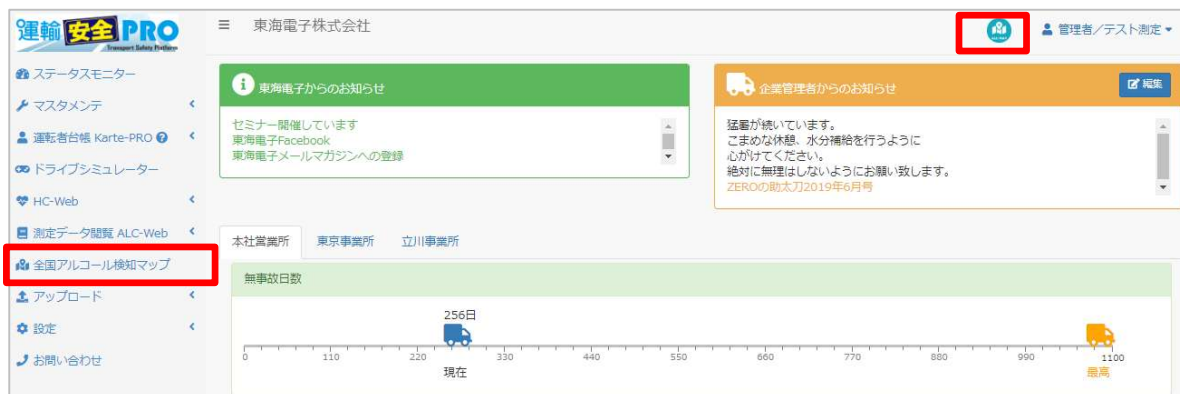 運輸安全PRO
Transport Safety Platform
東海電子株式会社
管理者／テスト測定
ステータスモニター
マスタメンテ
運転者台帳 Karte-PRO
ドライブシミュレーター
HC-Web
測定データ閲覧 ALC-Web
全国アルコール検知マップ
アップロード
設定
お問い合わせ
東海電子からのお知らせ
セミナー開催しています
東海電子Facebook
東海電子メールマガジンへの登録
企業管理者からのお知らせ
編集
猛暑が続いています。
こまめな休憩、水分補給を行うように
心がけてください。
絶対に無理はしないようにお願い致します。
ZEROの助太刀2019年6月号
本社営業所 東京事業所 立川事業所
無事故日数
256日
0 110 220 330 440 550 660 770 880 990 1100
現在
最高